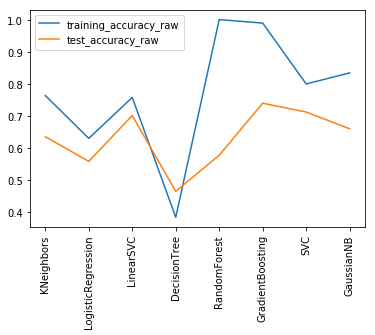 training_accuracy_raw
test_accuracy_raw
1.0
0.9
0.8
0.7
0.6
0.5
0.4
KNeighbors
LogisticRegression
LinearSVC
DecisionTree
RandomForest
GradientBoosting
SVC
GaussianNB